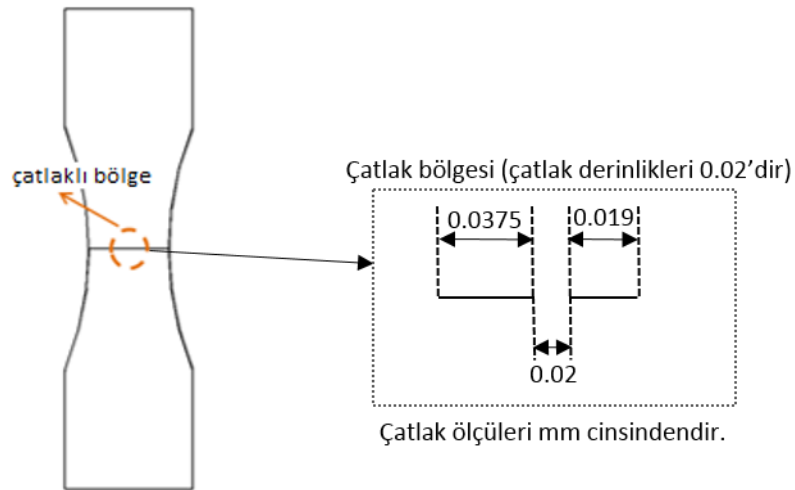 çatlaklı bölge
Çatlak bölgesi (çatlak derinlikleri 0.02’dir)
0.0375
0.019
0.02
Çatlak ölçüleri mm cinsindendir.